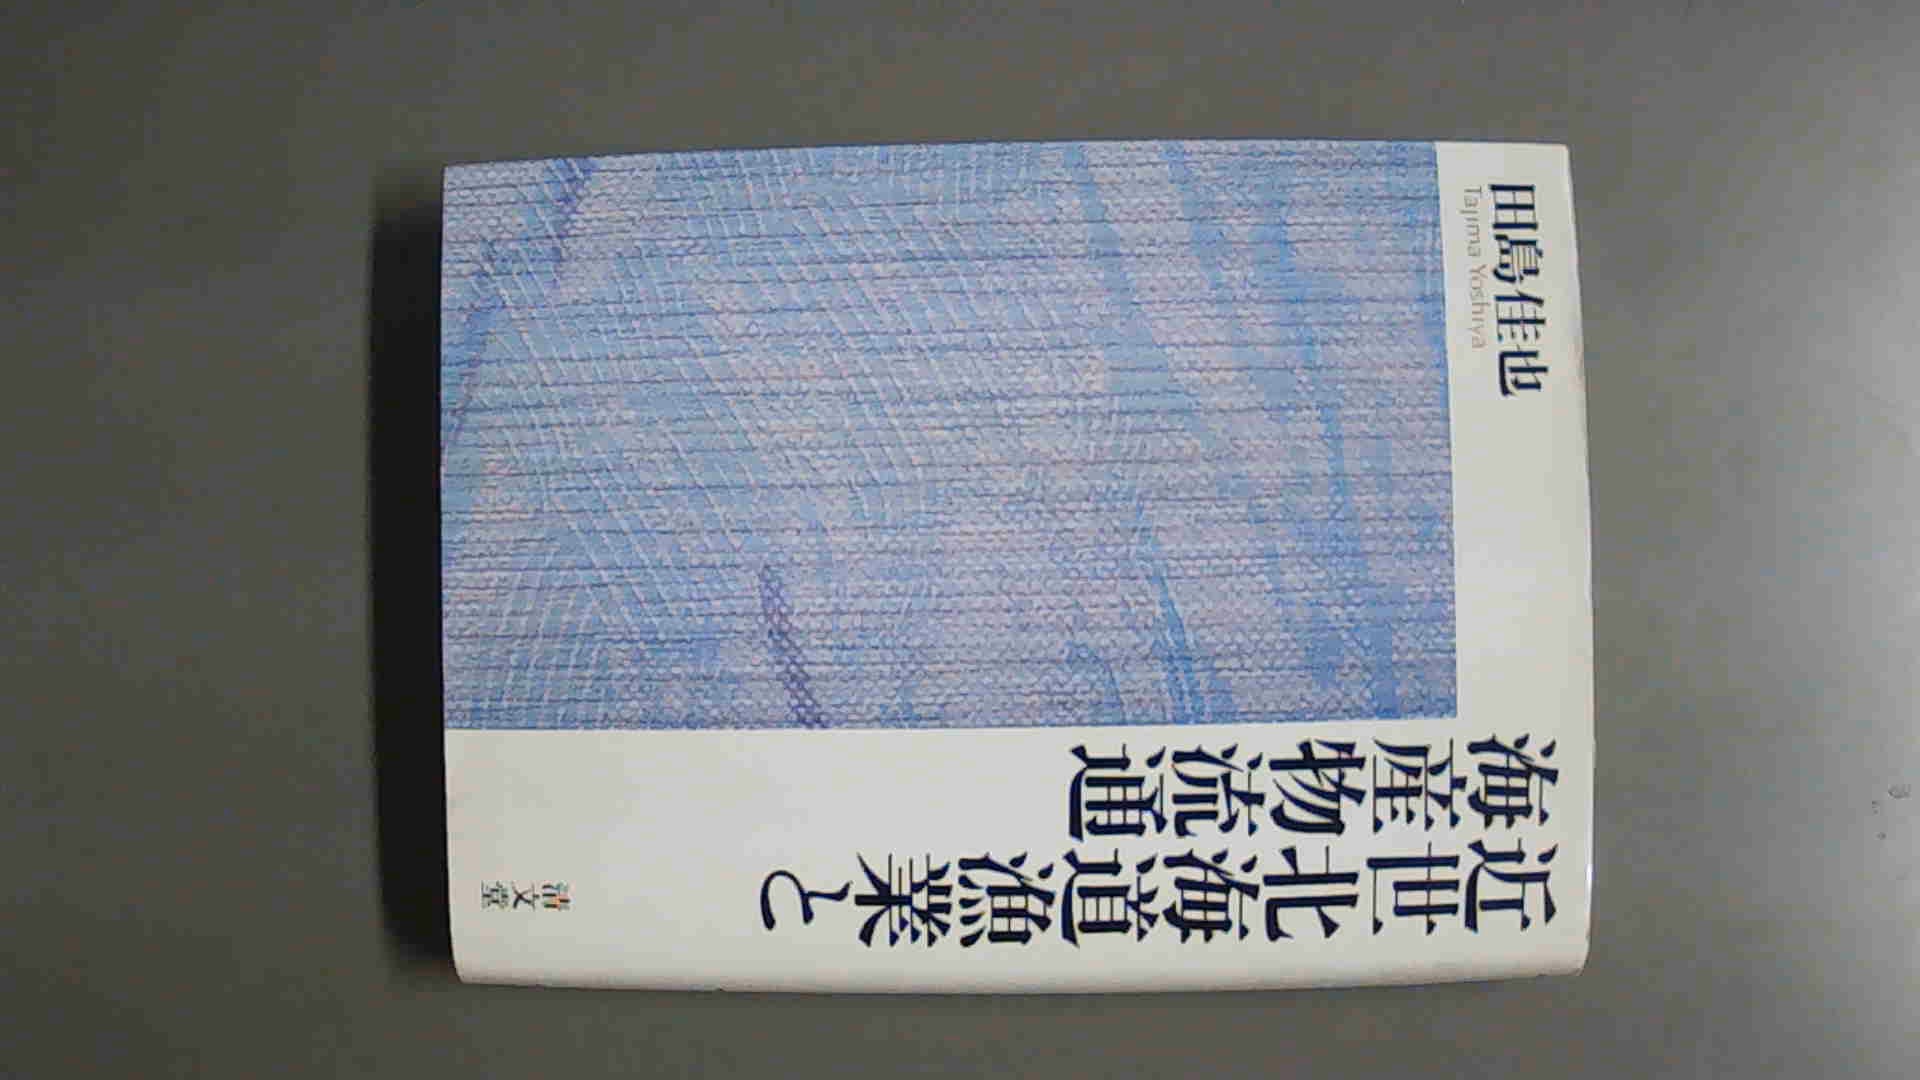 近世北海道漁業と
海産物流通
田島佳也
Tajima Yoshiya
清文堂